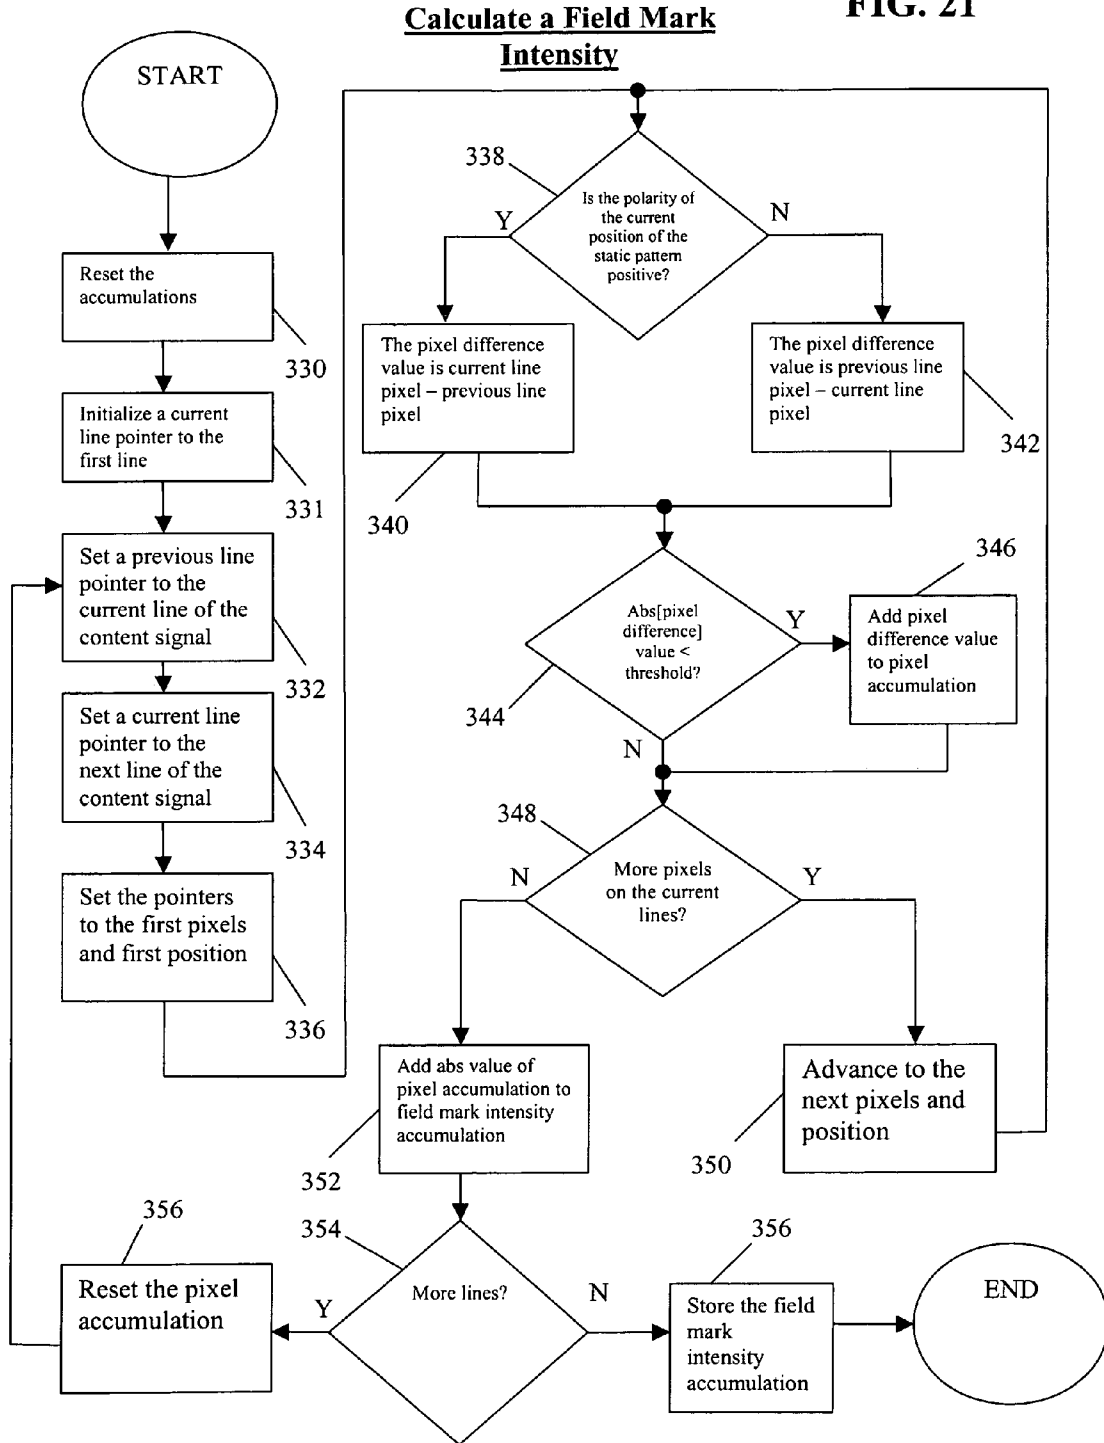 FIG. 21
Calculate a Field Mark
Intensity
START
Reset the
accumulations
330
Initialize a current
line pointer to the
first line
331
Set a previous line
pointer to the
current line of the
content signal
332
Set a current line
pointer to the
next line of the
content signal
334
Set the pointers
to the first pixels
and first position
336
338
Is the polarity of
the current
position of the
static pattern
positive?
Y
N
The pixel difference
value is current line
pixel – previous line
pixel
340
The pixel difference
value is previous line
pixel – current line
pixel
342
Abs[pixel
difference]
value <
threshold?
344
Y
N
346
Add pixel
difference value
to pixel
accumulation
348
More pixels
on the current
lines?
N
Y
Add abs value of
pixel accumulation to
field mark intensity
accumulation
352
Advance to the
next pixels and
position
350
354
More lines?
Y
N
356
Reset the pixel
accumulation
356
Store the field
mark
intensity
accumulation
END